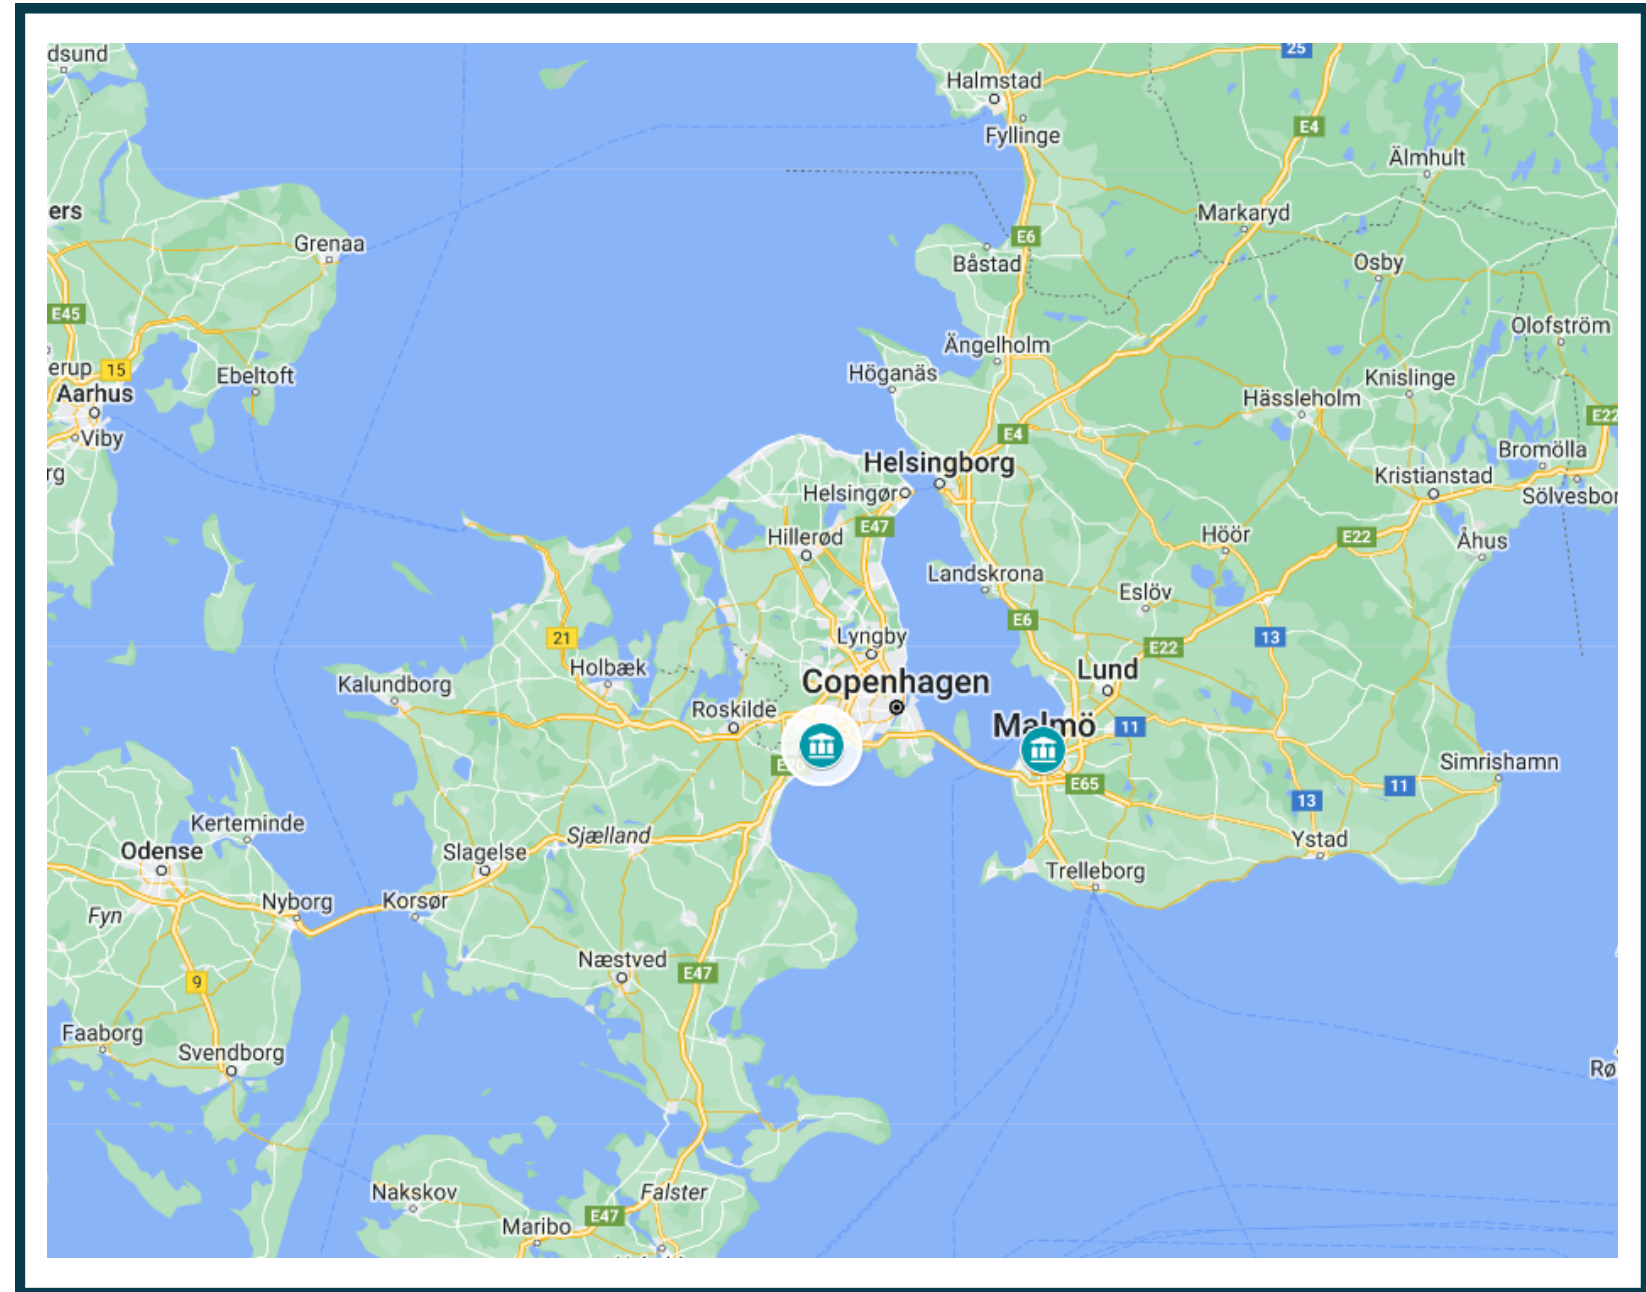 dsund
25
Halmstad
Fyllinge
E4
Älmhult
ers
Markaryd
Grenaa
E6
Båstad
Osby
E45
Olofström
Ängelholm
erup
15
Ebeltoft
Höganäs
Knislinge
Aarhus
Hässleholm
E22
Viby
E4
Bromölla
rg
Helsingborg
Kristianstad
Helsingør
Sölvesbor
E47
Hillerød
Höör
E22
Åhus
Landskrona
Eslöv
E6
21
Lyngby
E22
13
Holbæk
Lund
Kalundborg
Copenhagen
Roskilde
Malmö
11
Simrishamn
E65
11
13
Kerteminde
Sjælland
Ystad
Odense
Slagelse
Trelleborg
Nyborg
Korsør
Fyn
Næstved
E47
9
Faaborg
Svendborg
Rø
Nakskov
Falster
E47
Maribo